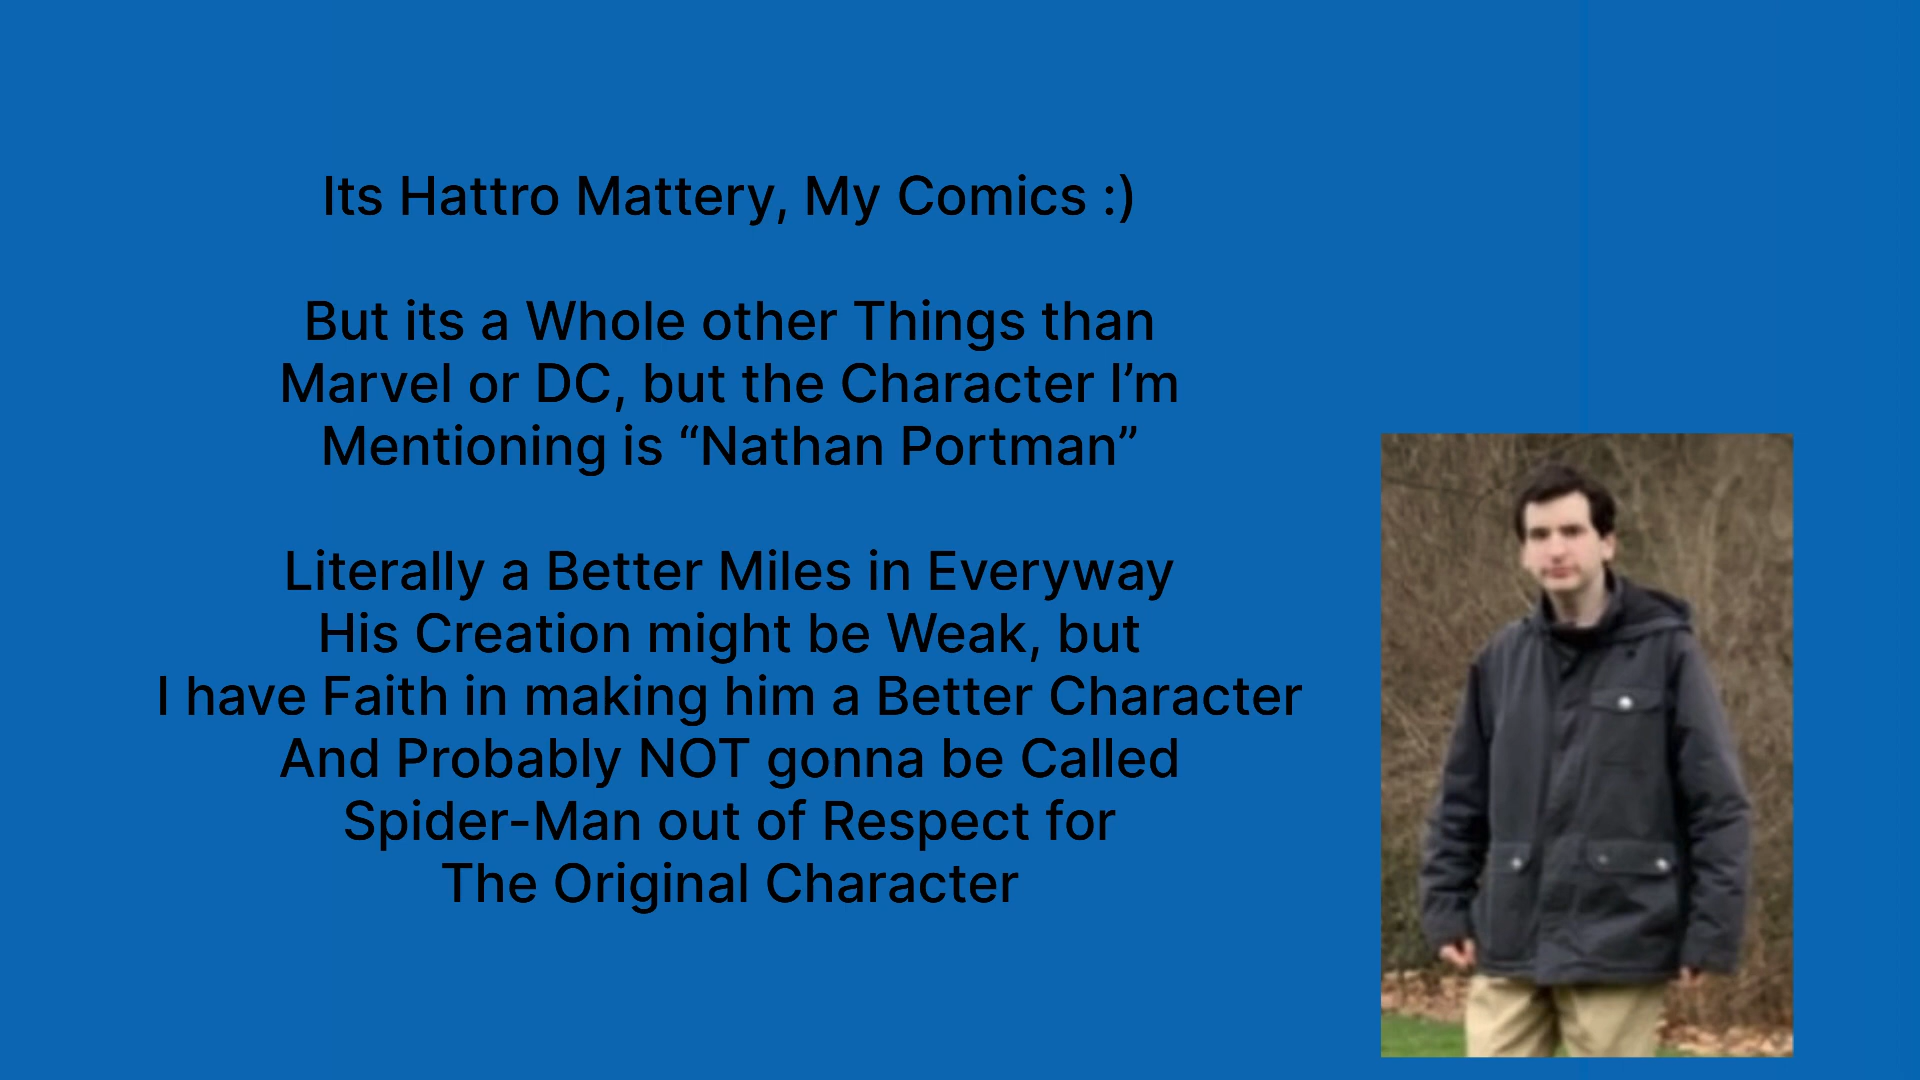 Its Hattro Mattery, My Comics :)
But its a Whole other Things than
Marvel or DC, but the Character I’m
Mentioning is “Nathan Portman”
Literally a Better Miles in Everyway
His Creation might be Weak, but
I have Faith in making him a Better Character
And Probably NOT gonna be Called
Spider-Man out of Respect for
The Original Character